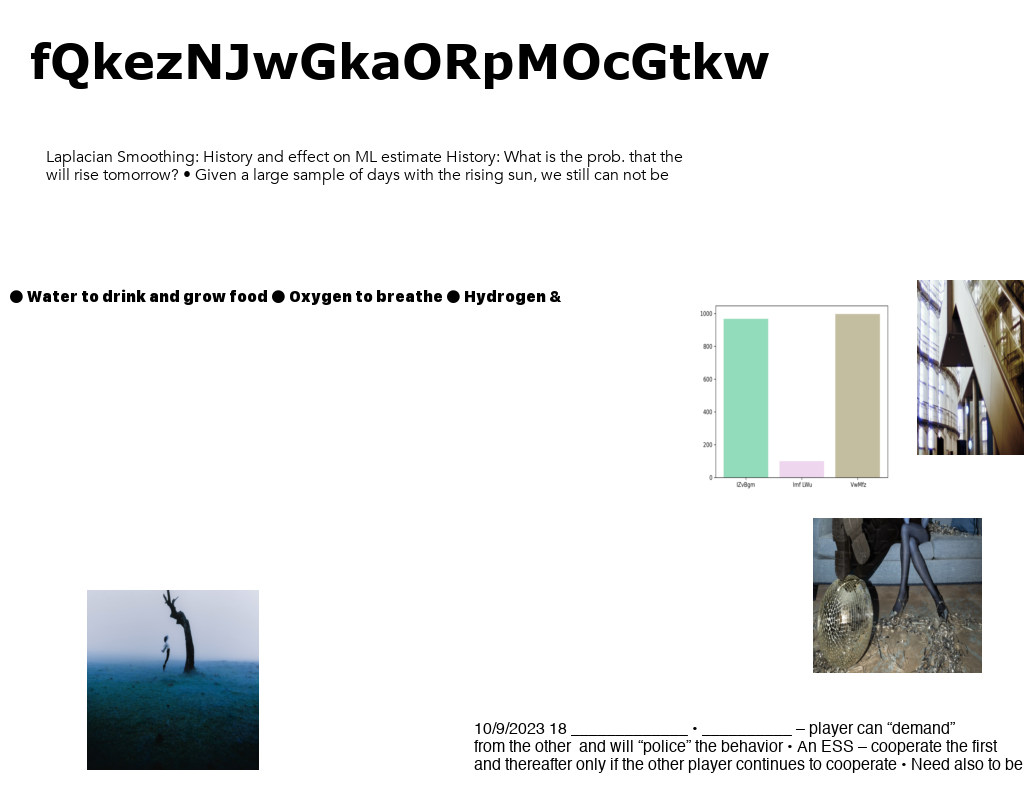 fQkezNJwGkaORpMOcGtkw
Laplacian Smoothing: History and effect on ML estimate History: What is the prob. that the
will rise tomorrow? • Given a large sample of days with the rising sun, we still can not be
● Water to drink and grow food ● Oxygen to breathe ● Hydrogen &
1000
800
600
400
200
0
VwMfz
10/9/2023 18 _____________ • __________ – player can “demand”
from the other and will “police” the behavior • An ESS – cooperate the first
and thereafter only if the other player continues to cooperate • Need also to be